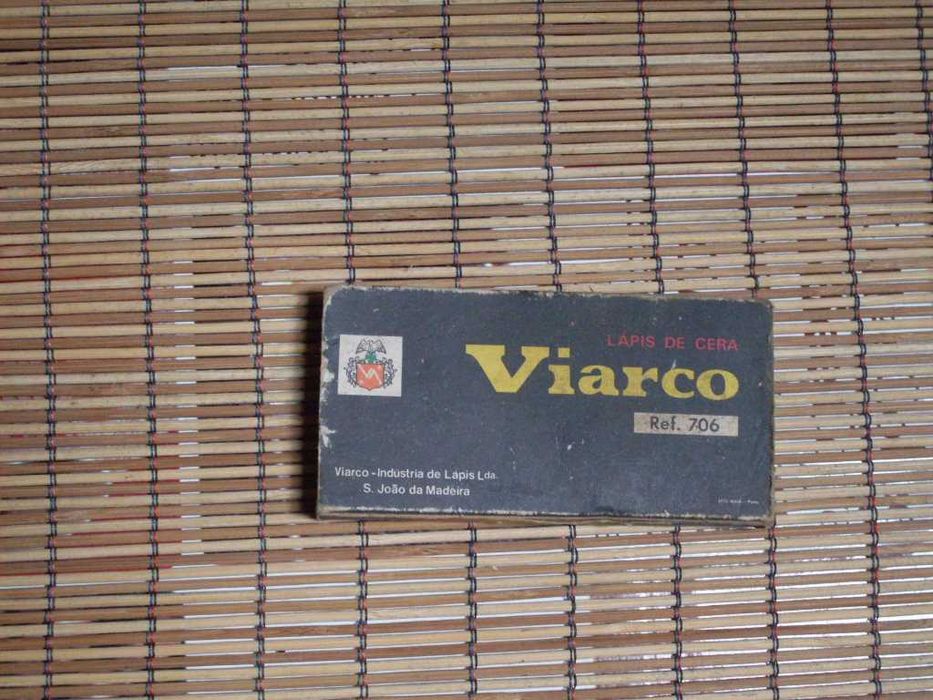 LÁPIS DE CERA
Viarco
Ref. 706
Viarco - Industria de Lápis Lda.
S. João da Madeira